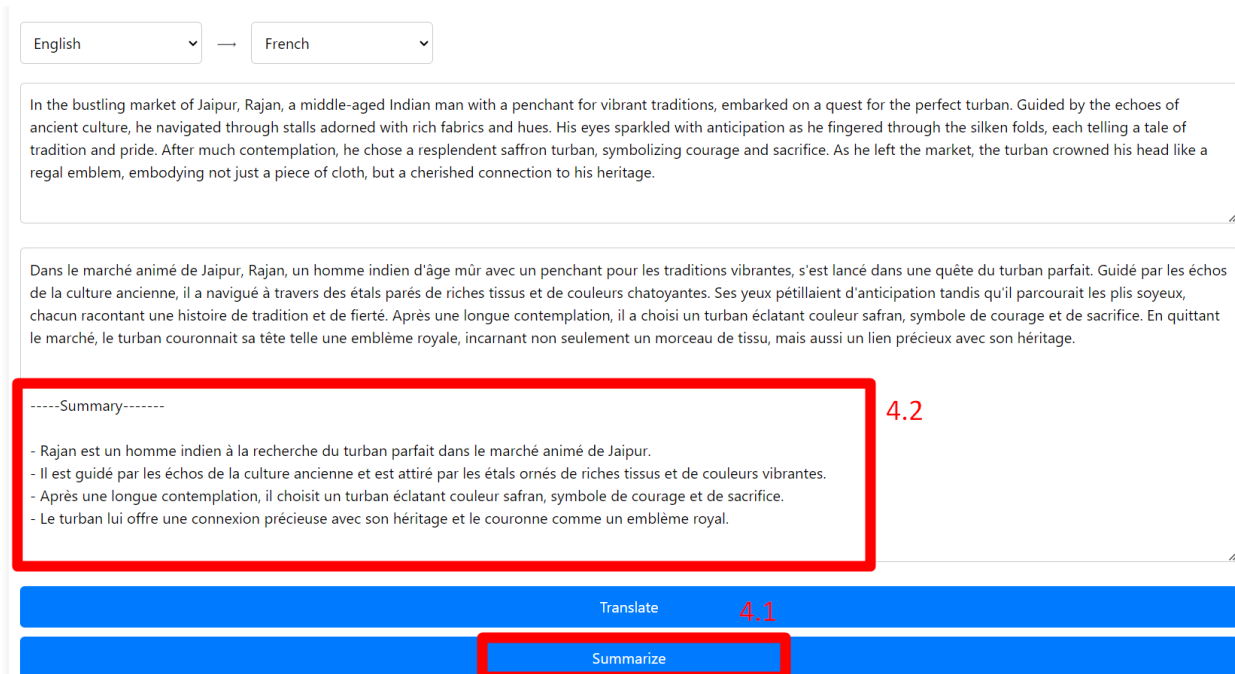 English ⟶ French
In the bustling market of Jaipur, Rajan, a middle-aged Indian man with a penchant for vibrant traditions, embarked on a quest for the perfect turban. Guided by the echoes of
ancient culture, he navigated through stalls adorned with rich fabrics and hues. His eyes sparkled with anticipation as he fingered through the silken folds, each telling a tale of
tradition and pride. After much contemplation, he chose a resplendent saffron turban, symbolizing courage and sacrifice. As he left the market, the turban crowned his head like a
regal emblem, embodying not just a piece of cloth, but a cherished connection to his heritage.
Dans le marché animé de Jaipur, Rajan, un homme indien d'âge mûr avec un penchant pour les traditions vibrantes, s'est lancé dans une quête du turban parfait. Guidé par les échos
de la culture ancienne, il a navigué à travers des étals parés de riches tissus et de couleurs chatoyantes. Ses yeux pétillaient d'anticipation tandis qu'il parcourait les plis soyeux,
chacun racontant une histoire de tradition et de fierté. Après une longue contemplation, il a choisi un turban éclatant couleur safran, symbole de courage et de sacrifice. En quittant
le marché, le turban couronnait sa tête telle une emblème royale, incarnant non seulement un morceau de tissu, mais aussi un lien précieux avec son héritage.
-----Summary-------
4.2
- Rajan est un homme indien à la recherche du turban parfait dans le marché animé de Jaipur.
- Il est guidé par les échos de la culture ancienne et est attiré par les étals ornés de riches tissus et de couleurs vibrantes.
- Après une longue contemplation, il choisit un turban éclatant couleur safran, symbole de courage et de sacrifice.
- Le turban lui offre une connexion précieuse avec son héritage et le couronne comme un emblème royal.
Translate
4.1
Summarize